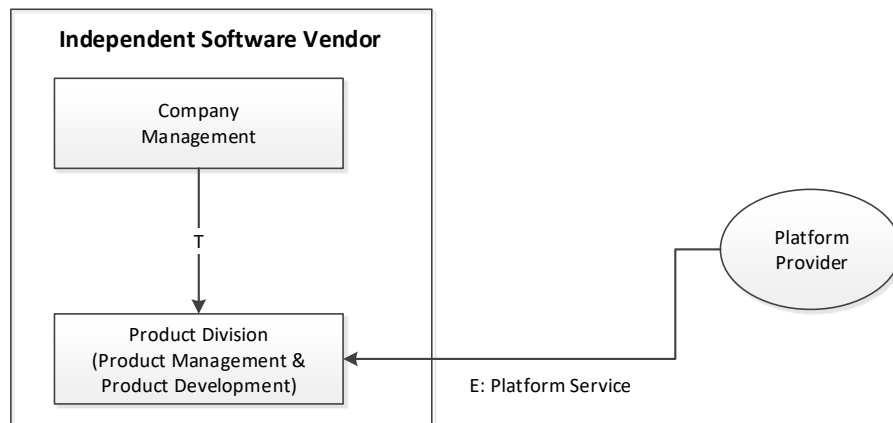 Independent Software Vendor
Company
Management
T
Platform
Provider
Product Division
(Product Management &
Product Development)
E: Platform Service